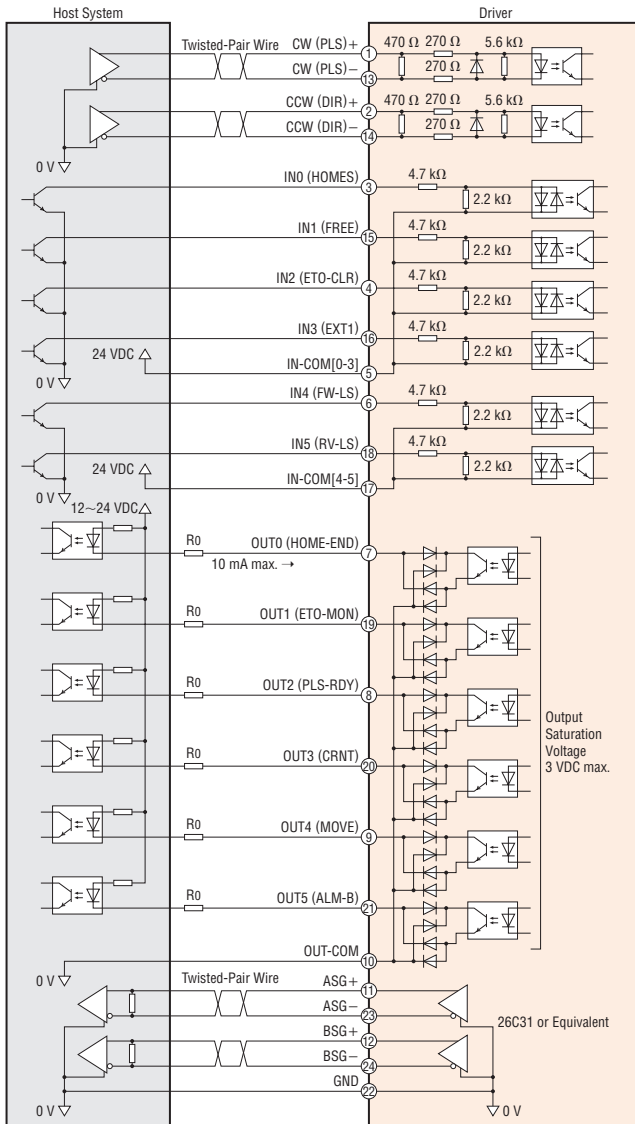 Host System
Driver
Twisted-Pair Wire
CW (PLS)+
1
470 Ω
270 Ω
5.6 kΩ
CW (PLS)−
13
270 Ω
CCW (DIR)+
2
470 Ω
270 Ω
5.6 kΩ
CCW (DIR)−
14
270 Ω
0 V
IN0 (HOMES)
3
4.7 kΩ
2.2 kΩ
IN1 (FREE)
15
4.7 kΩ
2.2 kΩ
IN2 (ETO-CLR)
4
4.7 kΩ
2.2 kΩ
IN3 (EXT1)
16
4.7 kΩ
2.2 kΩ
24 VDC
IN-COM[0-3]
5
0 V
IN4 (FW-LS)
6
4.7 kΩ
2.2 kΩ
IN5 (RV-LS)
18
4.7 kΩ
2.2 kΩ
24 VDC
IN-COM[4-5]
17
0 V
12~24 VDC
R0
OUT0 (HOME-END)
7
10 mA max. →
R0
OUT1 (ETO-MON)
19
R0
OUT2 (PLS-RDY)
8
Output
Saturation
Voltage
3 VDC max.
R0
OUT3 (CRNT)
20
R0
OUT4 (MOVE)
9
R0
OUT5 (ALM-B)
21
OUT-COM
10
0 V
Twisted-Pair Wire
ASG+
11
ASG−
23
26C31 or Equivalent
BSG+
12
BSG−
24
GND
22
0 V
0 V